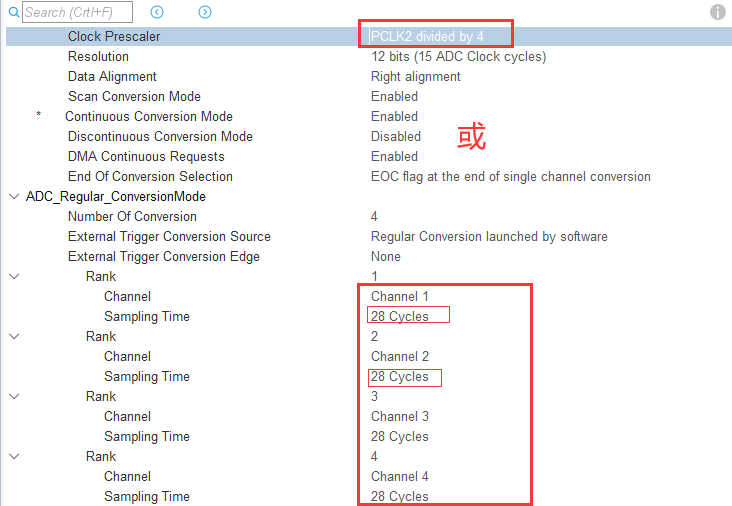 Search (Crtl+F)
Clock Prescaler PCLK2 divided by 4
Resolution 12 bits (15 ADC Clock cycles)
Data Alignment Right alignment
Scan Conversion Mode Enabled
* Continuous Conversion Mode Enabled
Discontinuous Conversion Mode Disabled
或
DMA Continuous Requests Enabled
End Of Conversion Selection EOC flag at the end of single channel conversion
ADC_Regular_ConversionMode
Number Of Conversion 4
External Trigger Conversion Source Regular Conversion launched by software
External Trigger Conversion Edge None
Rank 1
Channel Channel 1
Sampling Time 28 Cycles
Rank 2
Channel Channel 2
Sampling Time 28 Cycles
Rank 3
Channel Channel 3
Sampling Time 28 Cycles
Rank 4
Channel Channel 4
Sampling Time 28 Cycles